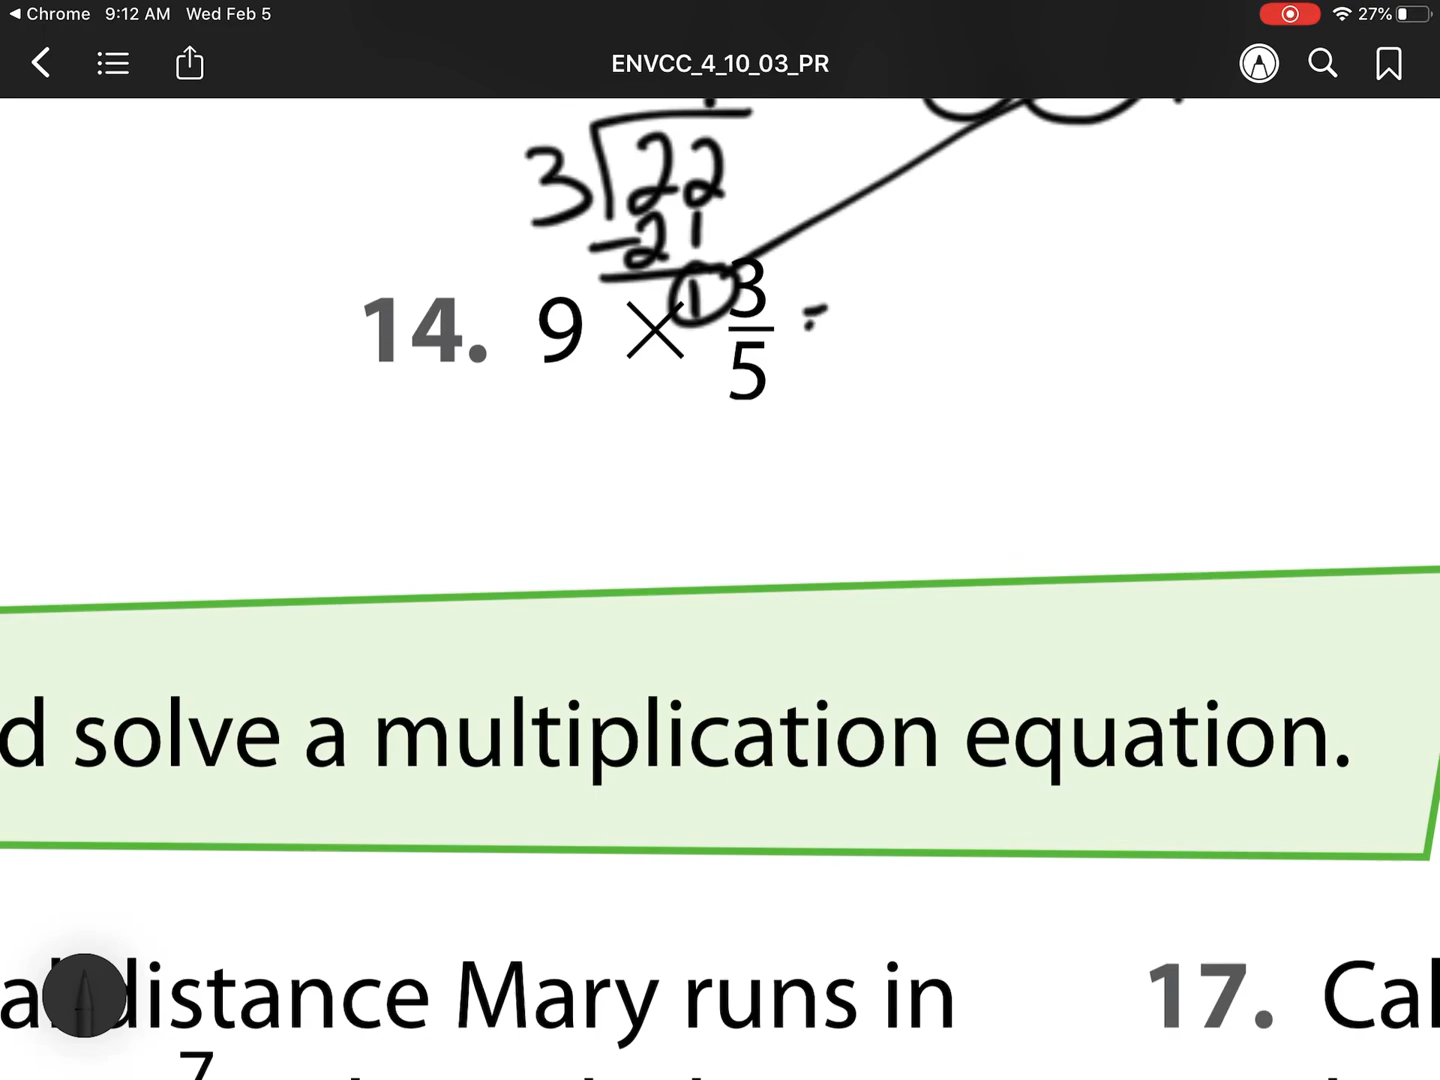 Chrome 9:12 AM Wed Feb 5 27%
ENVCC_4_10_03_PR
3 22
-21
1
14. 9 × 3/5 =
d solve a multiplication equation.
distance Mary runs in
17. Cal
7